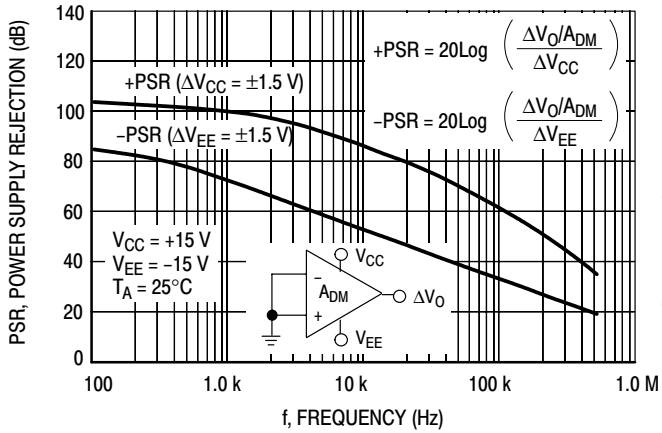 PSR, POWER SUPPLY REJECTION (dB)
140
120
100
80
60
40
20
0
+PSR (ΔVCC = ±1.5 V)
−PSR (ΔVEE = ±1.5 V)
+PSR = 20Log (ΔVO/ADM / ΔVCC)
−PSR = 20Log (ΔVO/ADM / ΔVEE)
VCC = +15 V
VEE = −15 V
TA = 25°C
VCC
−
ADM
+
ΔVO
VEE
100
1.0 k
10 k
100 k
1.0 M
f, FREQUENCY (Hz)